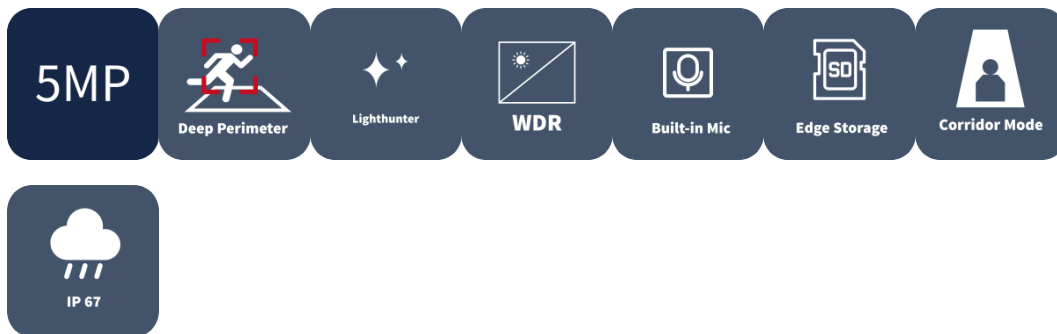 5MP
Deep Perimeter
Lighthunter
WDR
Built-in Mic
SD
Edge Storage
Corridor Mode
IP 67